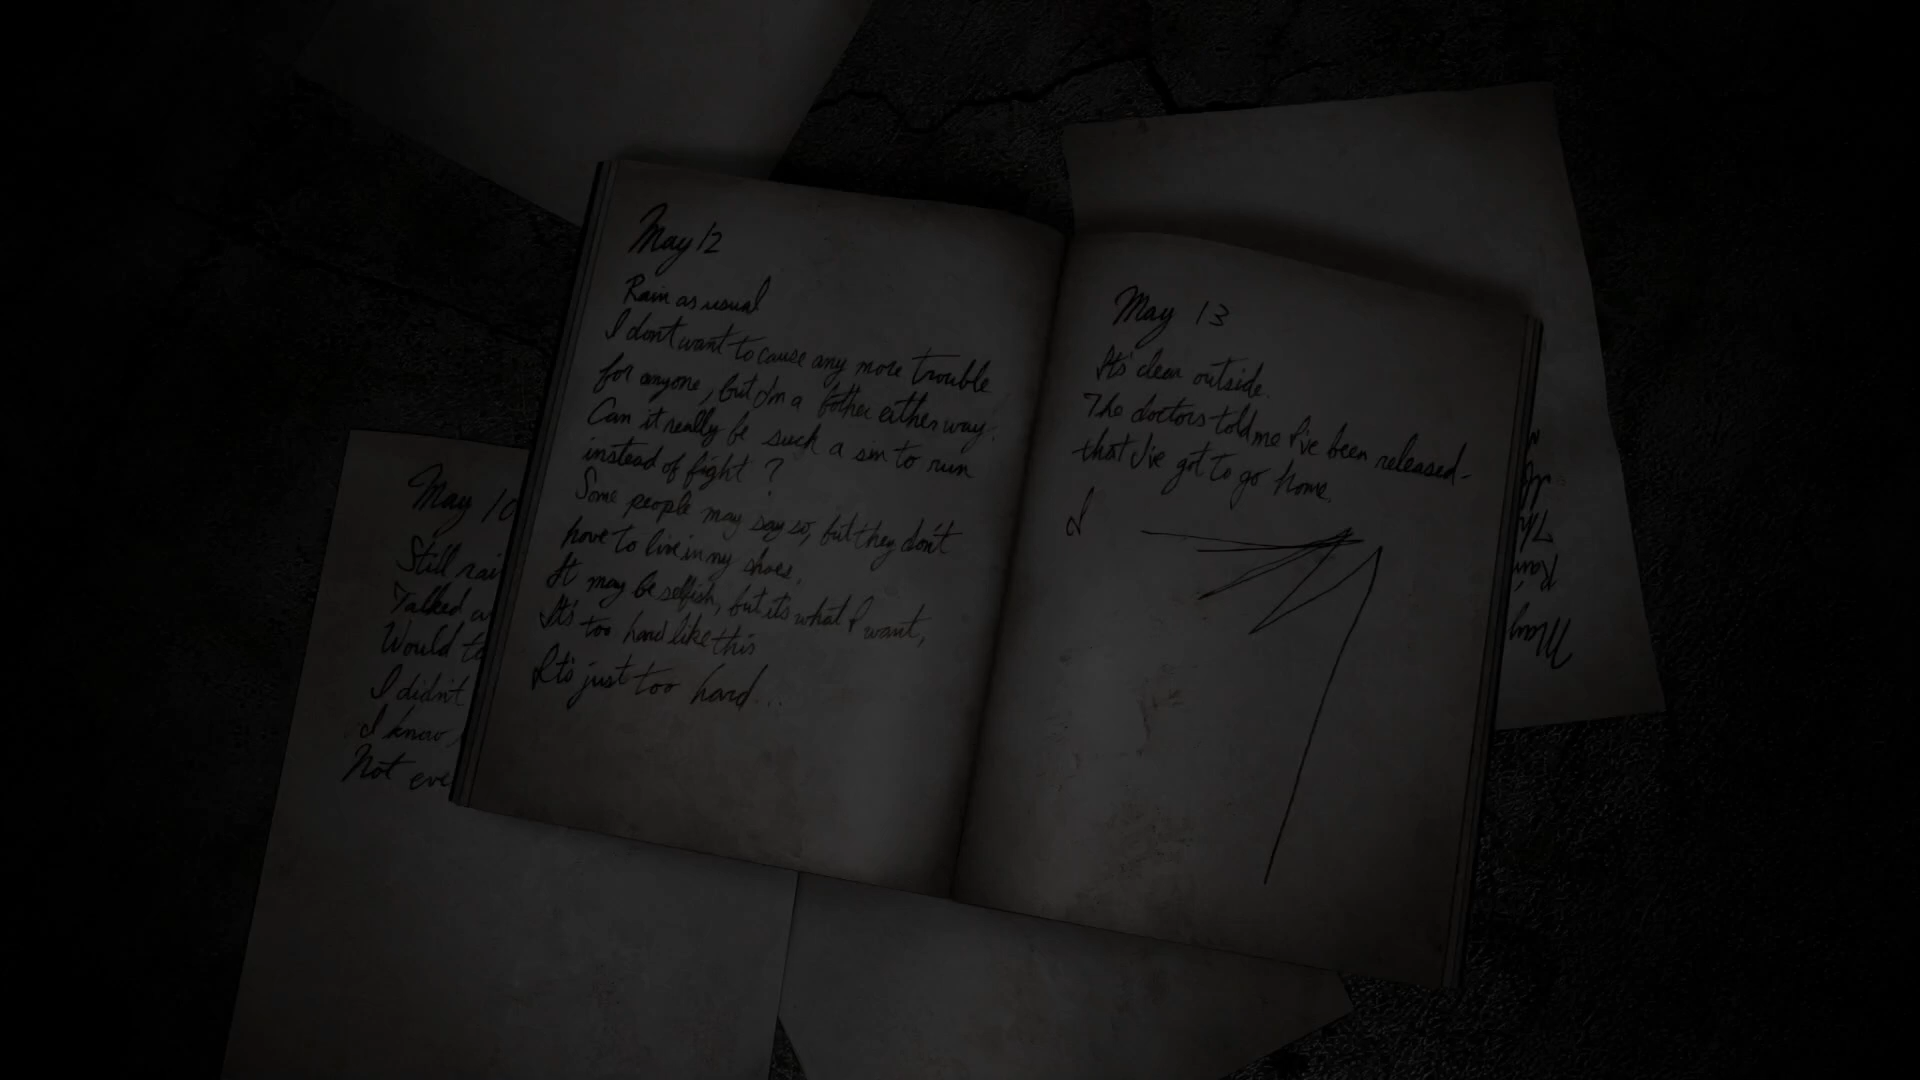 May 12
Rain as usual
I don't want to cause any more trouble
for anyone, but I'm a bother either way.
Can it really be such a sin to run
instead of fight?
Some people may say so, but they don't
have to live in my shoes.
It may be selfish, but it's what I want,
It's too hard like this
It's just too hard...
May 13
It's clear outside.
The doctors told me I've been released-
that I've got to go home.
I
May 10
Still rai
Talked
Would to
I didn't
I know,
Not eve
May